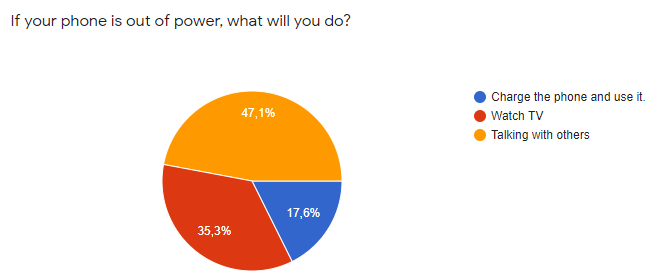 If your phone is out of power, what will you do?
47,1%
35,3%
17,6%
Charge the phone and use it.
Watch TV
Talking with others